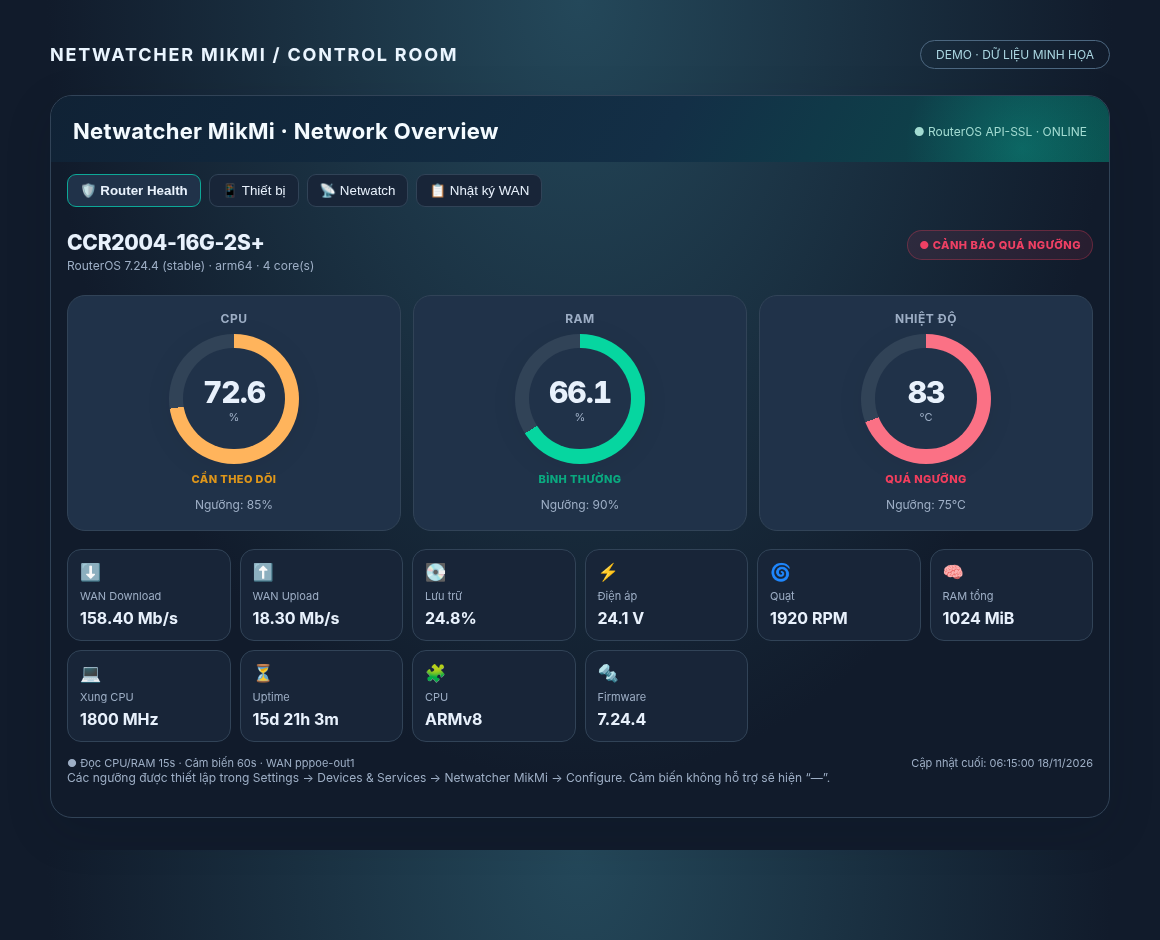 NETWATCHER MIKMI / CONTROL ROOM
DEMO · DỮ LIỆU MINH HỌA
Netwatcher MikMi · Network Overview
● RouterOS API-SSL · ONLINE
Router Health
Thiết bị
Netwatch
Nhật ký WAN
CCR2004-16G-2S+
RouterOS 7.24.4 (stable) · arm64 · 4 core(s)
● CẢNH BÁO QUÁ NGƯỠNG
CPU
72.6
%
CẦN THEO DÕI
Ngưỡng: 85%
RAM
66.1
%
BÌNH THƯỜNG
Ngưỡng: 90%
NHIỆT ĐỘ
83
°C
QUÁ NGƯỠNG
Ngưỡng: 75°C
WAN Download
158.40 Mb/s
WAN Upload
18.30 Mb/s
Lưu trữ
24.8%
Điện áp
24.1 V
Quạt
1920 RPM
RAM tổng
1024 MiB
Xung CPU
1800 MHz
Uptime
15d 21h 3m
CPU
ARMv8
Firmware
7.24.4
● Đọc CPU/RAM 15s · Cảm biến 60s · WAN pppoe-out1
Cập nhật cuối: 06:15:00 18/11/2026
Các ngưỡng được thiết lập trong Settings → Devices & Services → Netwatcher MikMi → Configure. Cảm biến không hỗ trợ sẽ hiện “—”.